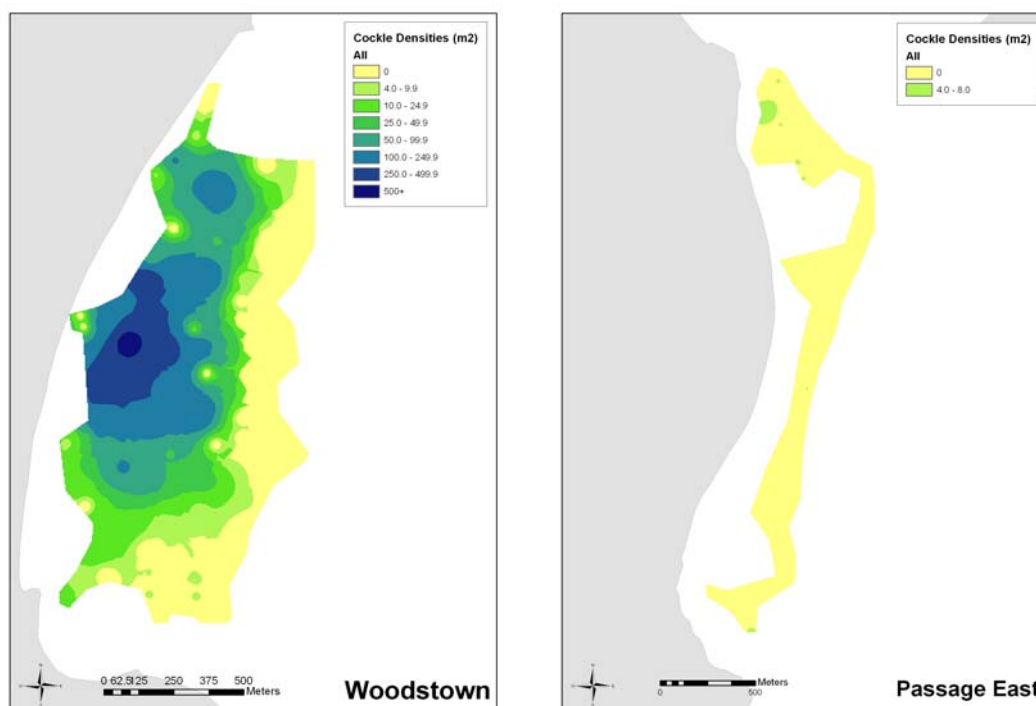 Cockle Densities (m2)
All
0
4.0 - 9.9
10.0 - 24.9
25.0 - 49.9
50.0 - 99.9
100.0 - 249.9
250.0 - 499.9
500+
0 62.5 125 250 375 500
Meters
Woodstown
Cockle Densities (m2)
All
0
4.0 - 8.0
Meters
0 500
Passage East